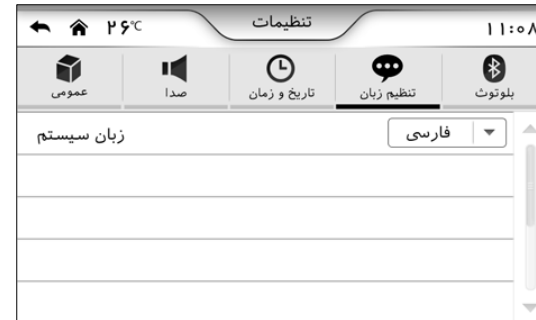 ۲۶°C تنظیمات ۱۱:۰۸
عمومی صدا تاریخ و زمان تنظیم زبان بلوتوث
زبان سیستم فارسی